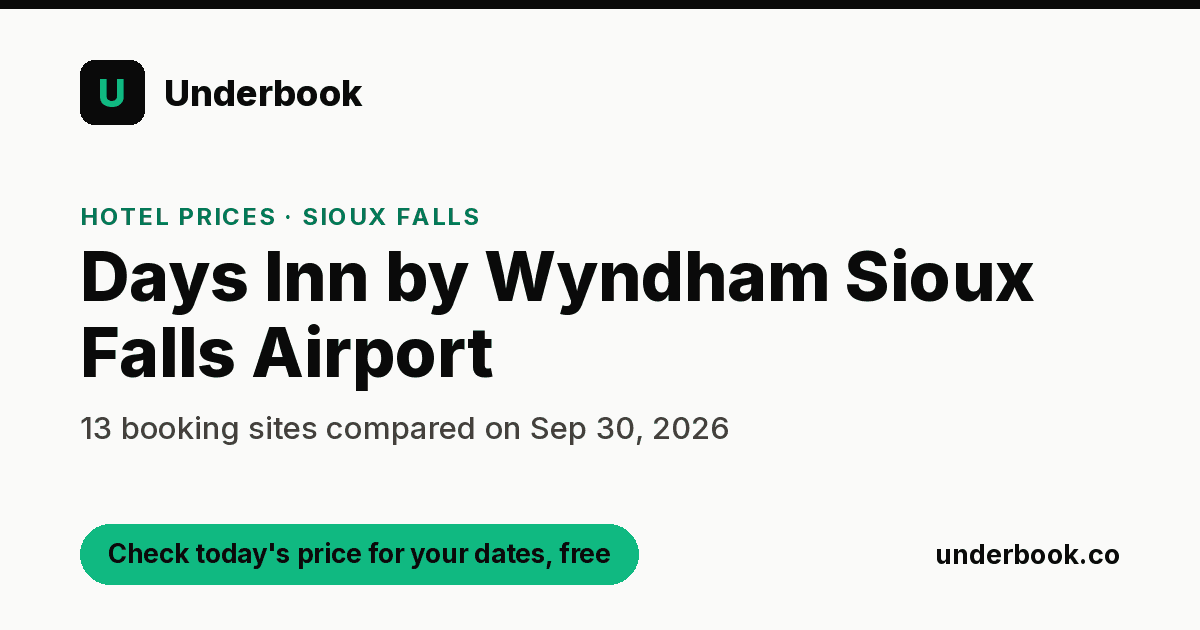 U
Underbook
HOTEL PRICES · SIOUX FALLS
Days Inn by Wyndham Sioux
Falls Airport
13 booking sites compared on Sep 30, 2026
Check today's price for your dates, free
underbook.co